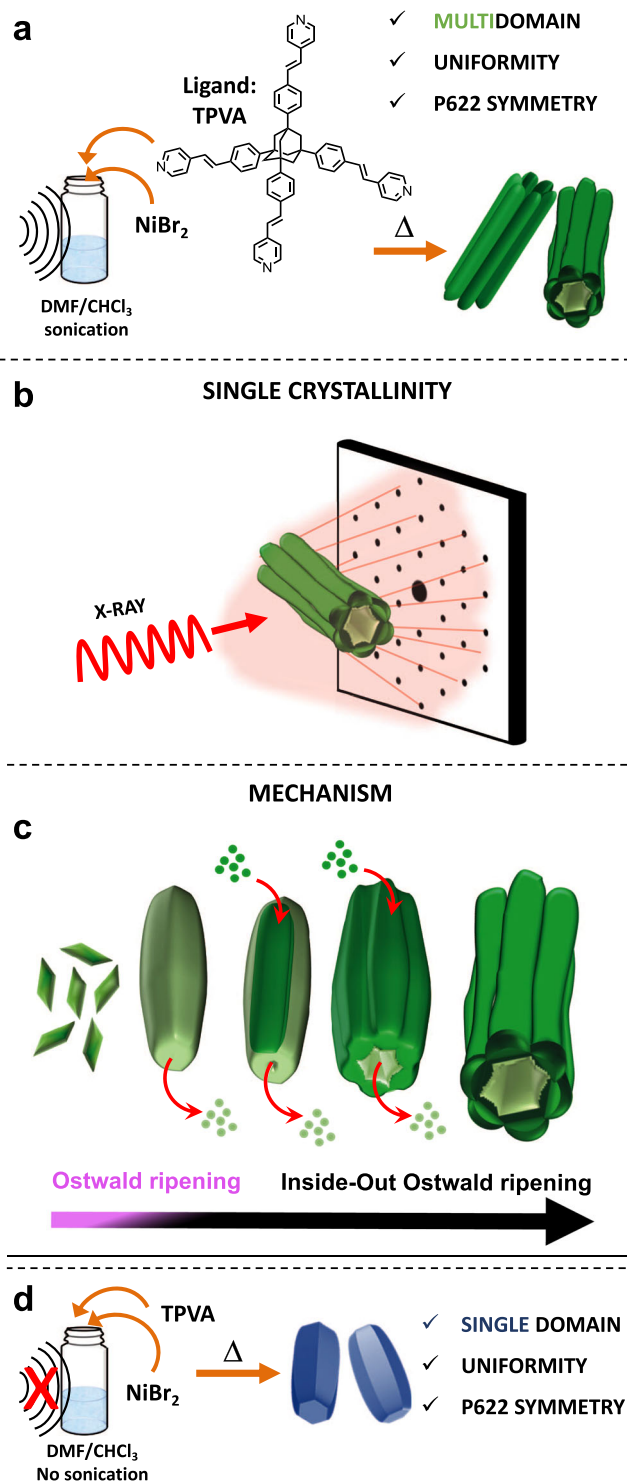 a
MULTIDOMAIN
UNIFORMITY
P622 SYMMETRY
Ligand:
TPVA
N
N
N
N
NiBr₂
Δ
DMF/CHCl₃
sonication
b
SINGLE CRYSTALLINITY
X-RAY
MECHANISM
c
Ostwald ripening
Inside-Out Ostwald ripening
d
TPVA
NiBr₂
X
Δ
SINGLE DOMAIN
UNIFORMITY
P622 SYMMETRY
DMF/CHCl₃
No sonication